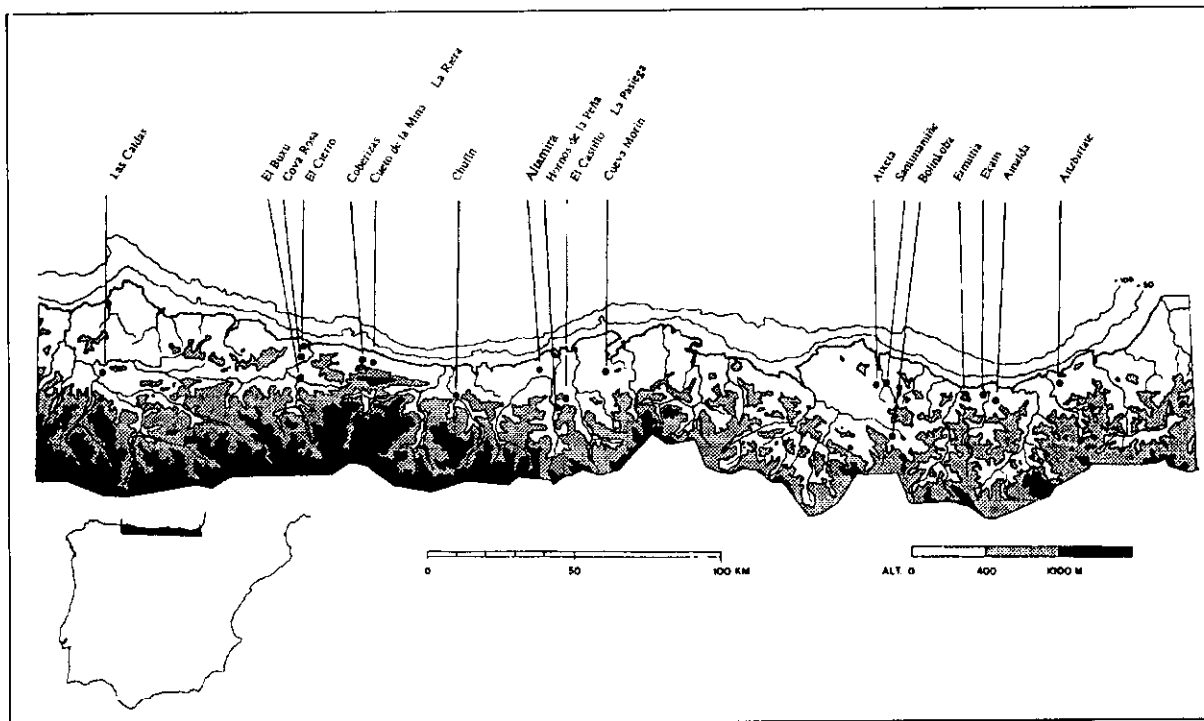 Las Caldas
El Buxu
Cova Rosa
El Cierro
Coberizas
Cueto de la Mina
La Riera
Chufín
Altamira
Hornos de la Peña
El Castillo
La Pasiega
Cueva Morín
Atxeta
Santimamiñe
Bolinkoba
Ermittia
Ekain
Amalda
Aitzbitarte
-100
-50
0 50 100 KM
ALT. 0 400 1000 M